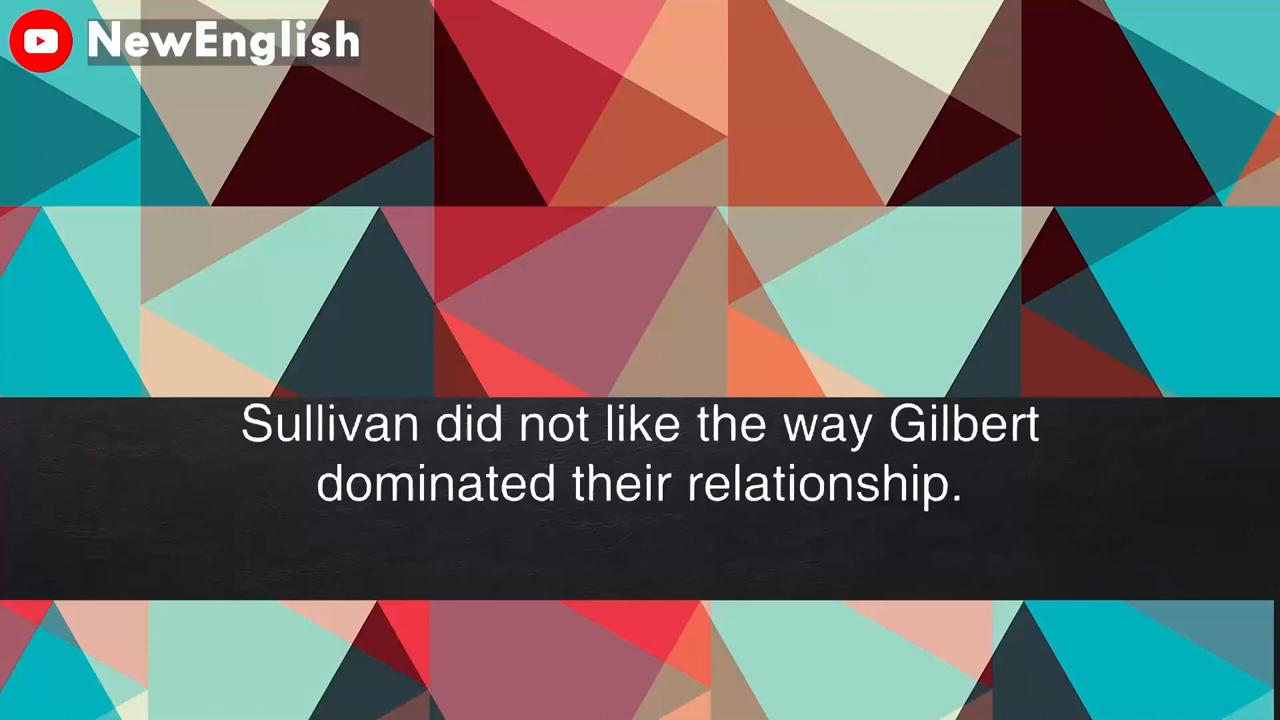 NewEnglish
Sullivan did not like the way Gilbert
dominated their relationship.